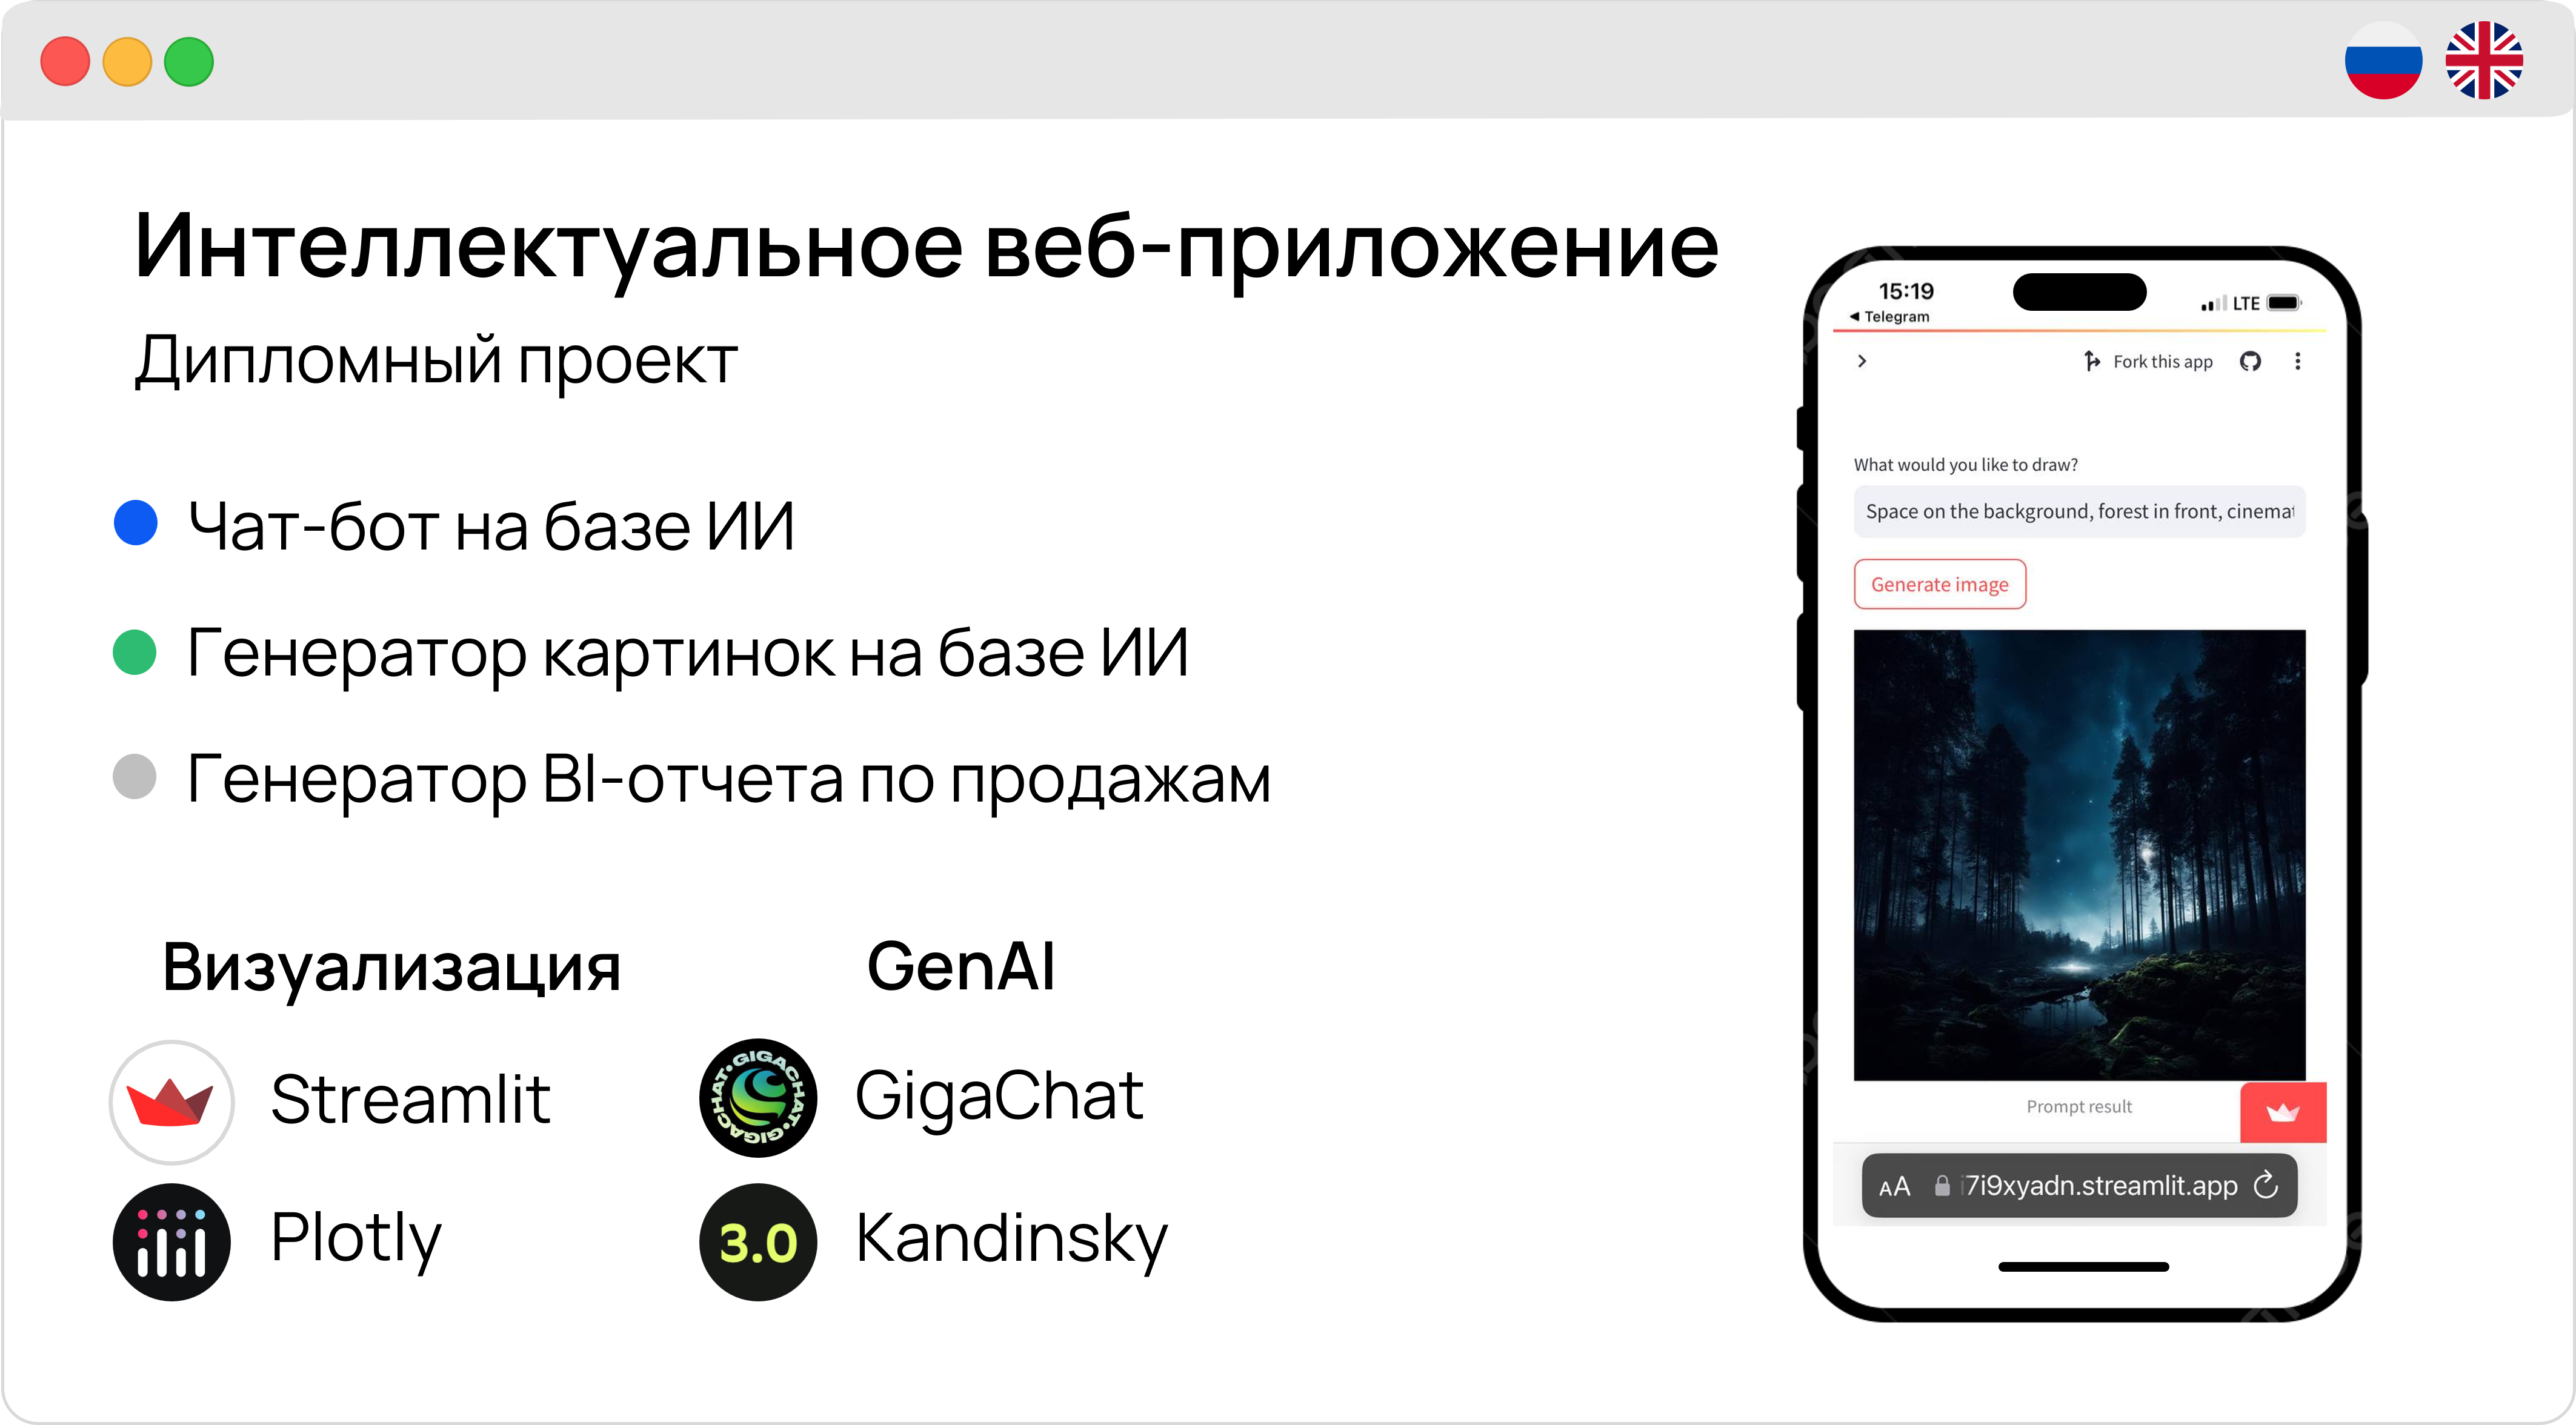 Интеллектуальное веб-приложение
Дипломный проект
Чат-бот на базе ИИ
Генератор картинок на базе ИИ
Генератор BI-отчета по продажам
Визуализация
Streamlit
Plotly
GenAI
GIGACHAT·GIGACHAT·GIGACHAT·
GigaChat
3.0
Kandinsky
15:19
LTE
◀ Telegram
Fork this app
What would you like to draw?
Space on the background, forest in front, cinemat
Generate image
Prompt result
AA 7i9xyadn.streamlit.app